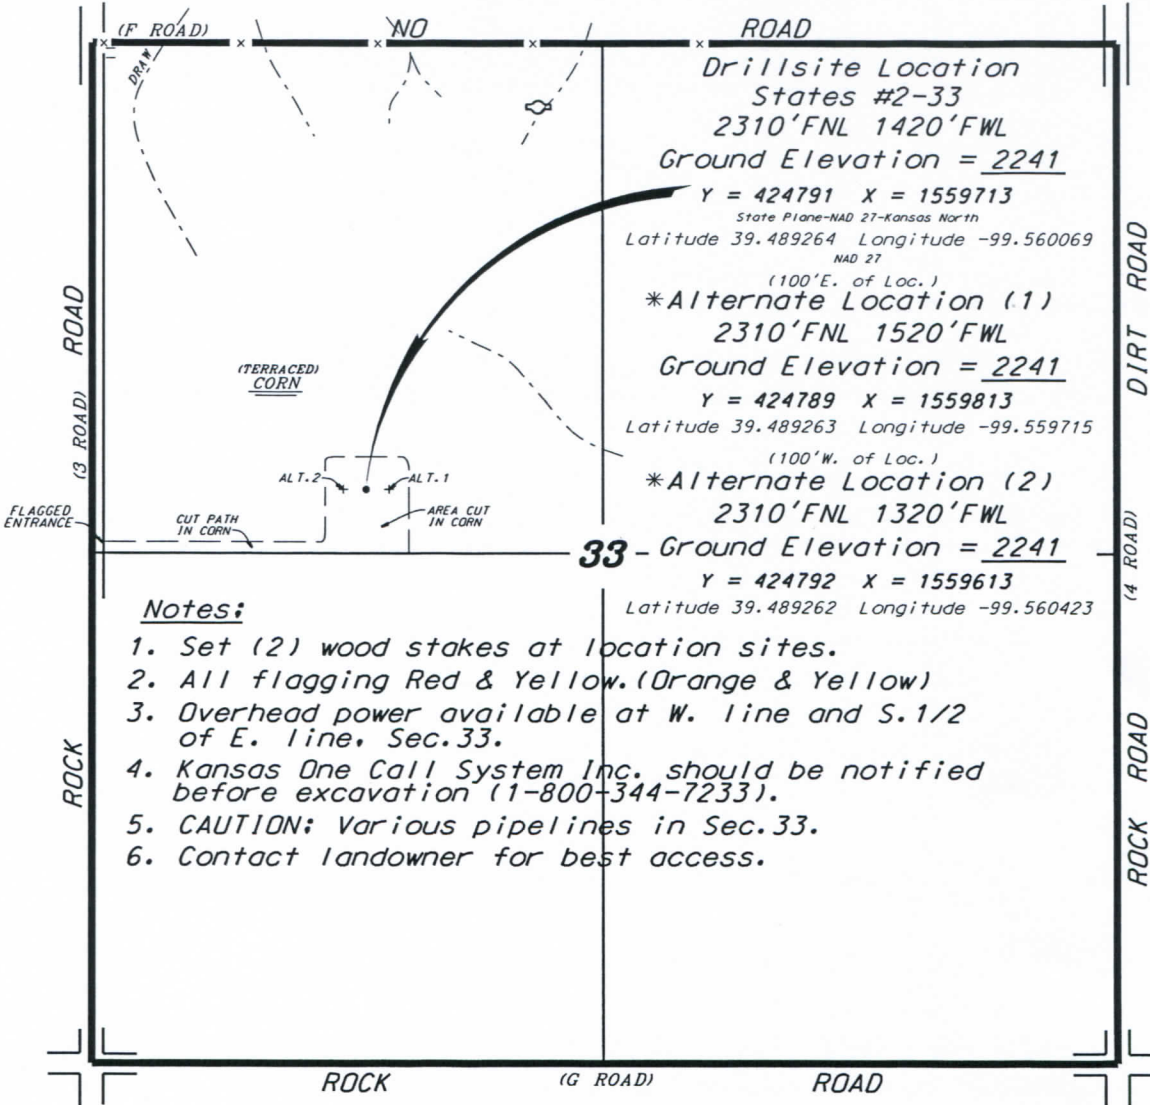 (F ROAD) NO ROAD
DRAW
Drillsite Location
States #2-33
2310'FNL 1420'FWL
Ground Elevation = 2241
Y = 424791 X = 1559713
State Plane-NAD 27-Kansas North
Latitude 39.489264 Longitude -99.560069
NAD 27
(100'E. of Loc.)
*Alternate Location (1)
2310'FNL 1520'FWL
Ground Elevation = 2241
Y = 424789 X = 1559813
Latitude 39.489263 Longitude -99.559715
(100'W. of Loc.)
*Alternate Location (2)
2310'FNL 1320'FWL
Ground Elevation = 2241
Y = 424792 X = 1559613
Latitude 39.489262 Longitude -99.560423
ROAD
(3 ROAD)
ROCK
(TERRACED)
CORN
ALT.2
ALT.1
FLAGGED
ENTRANCE
CUT PATH
IN CORN
AREA CUT
IN CORN
33
DIRT ROAD
(4 ROAD)
ROCK ROAD
Notes:
1. Set (2) wood stakes at location sites.
2. All flagging Red & Yellow.(Orange & Yellow)
3. Overhead power available at W. line and S.1/2
of E. line, Sec.33.
4. Kansas One Call System Inc. should be notified
before excavation (1-800-344-7233).
5. CAUTION: Various pipelines in Sec.33.
6. Contact landowner for best access.
ROCK (G ROAD) ROAD